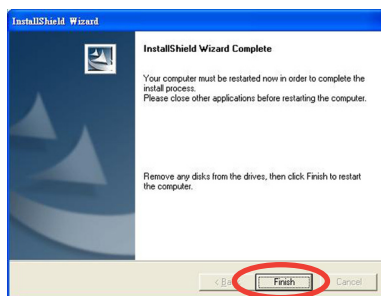 InstallShield Wizard
InstallShield Wizard Complete
Your computer must be restarted now in order to complete the
install process.
Please close other applications before restarting the computer.
Remove any disks from the drives, then click Finish to restart
the computer.
Finish
Cancel